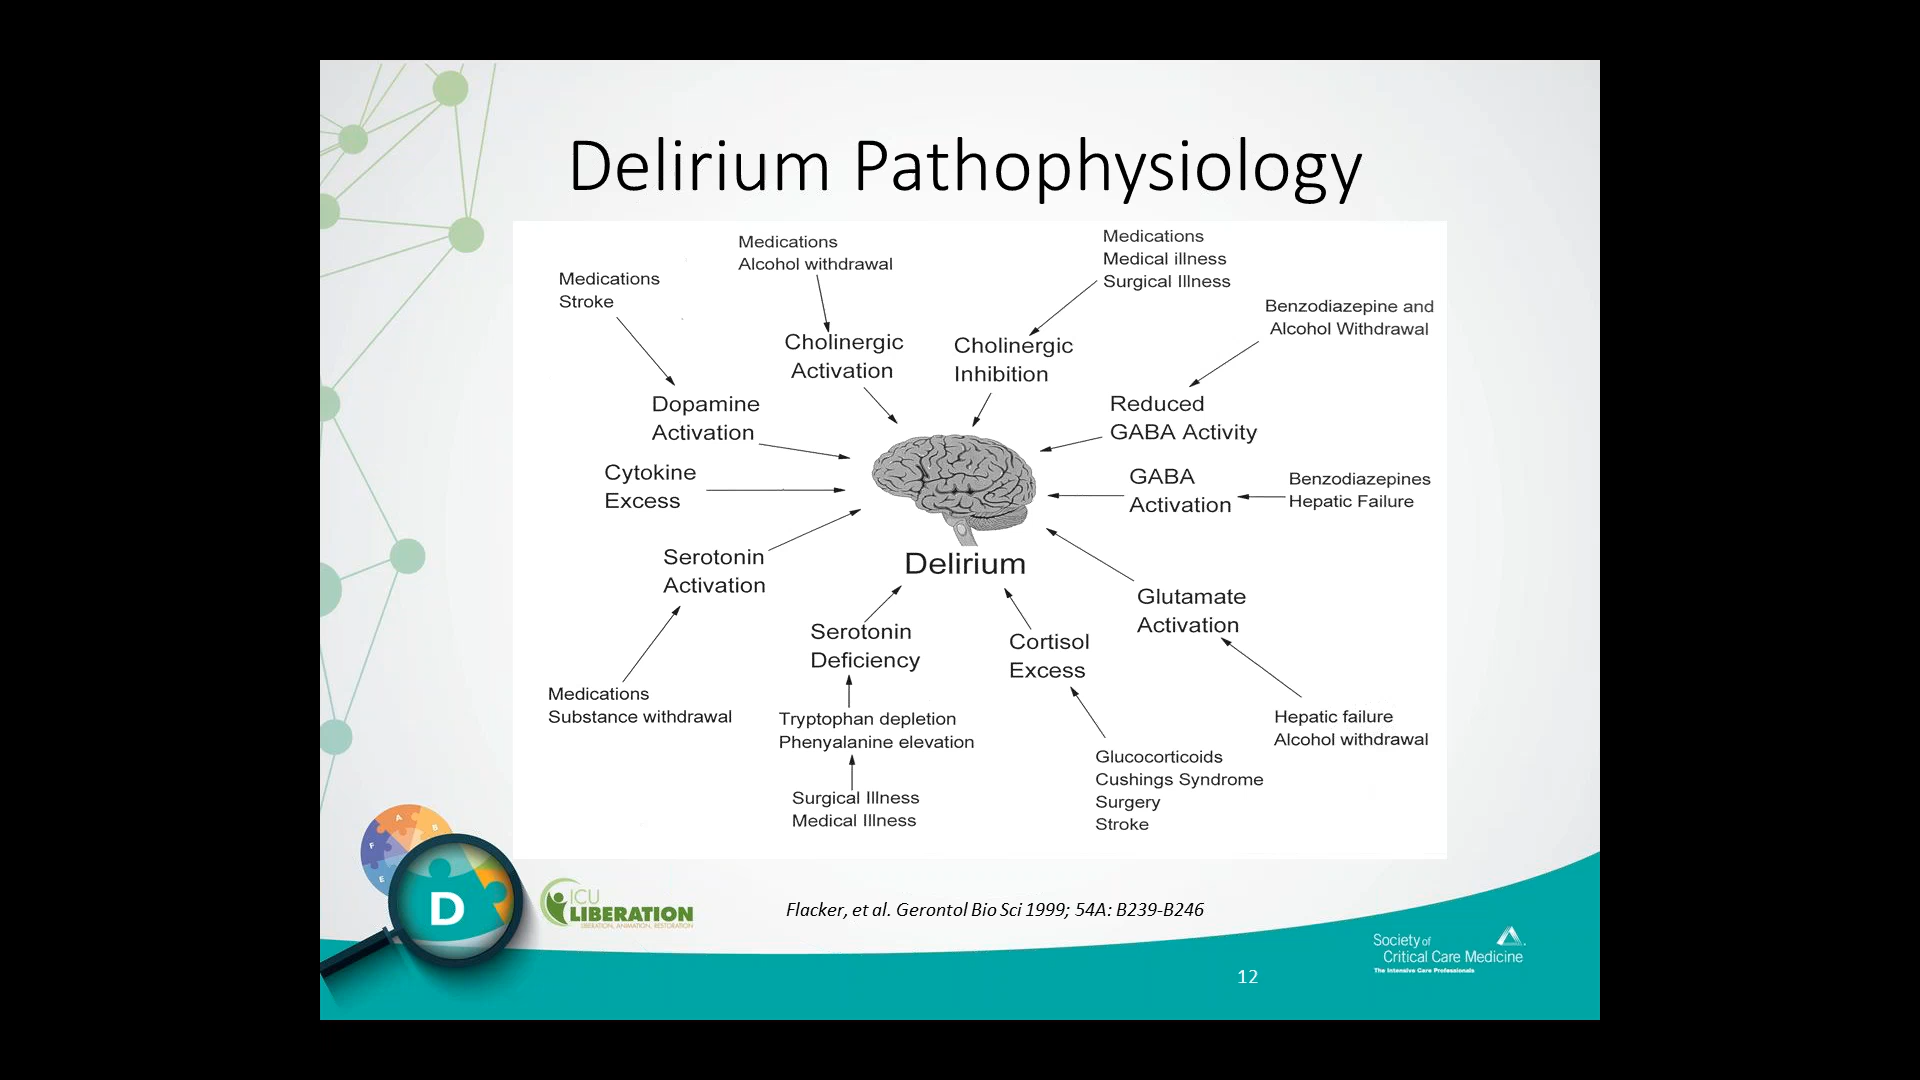 Delirium Pathophysiology
Medications
Alcohol withdrawal
Medications
Medical illness
Surgical Illness
Medications
Stroke
Benzodiazepine and
Alcohol Withdrawal
Cholinergic
Activation
Cholinergic
Inhibition
Dopamine
Activation
Reduced
GABA Activity
Cytokine
Excess
GABA
Activation
Benzodiazepines
Hepatic Failure
Serotonin
Activation
Delirium
Glutamate
Activation
Serotonin
Deficiency
Cortisol
Excess
Medications
Substance withdrawal
Tryptophan depletion
Phenyalanine elevation
Hepatic failure
Alcohol withdrawal
Surgical Illness
Medical Illness
Glucocorticoids
Cushings Syndrome
Surgery
Stroke
A
B
F
E
D
ICU
LIBERATION
LIBERATION, ANIMATION, RESTORATION
Flacker, et al. Gerontol Bio Sci 1999; 54A: B239-B246
Society of
Critical Care Medicine
The Intensive Care Professionals
12